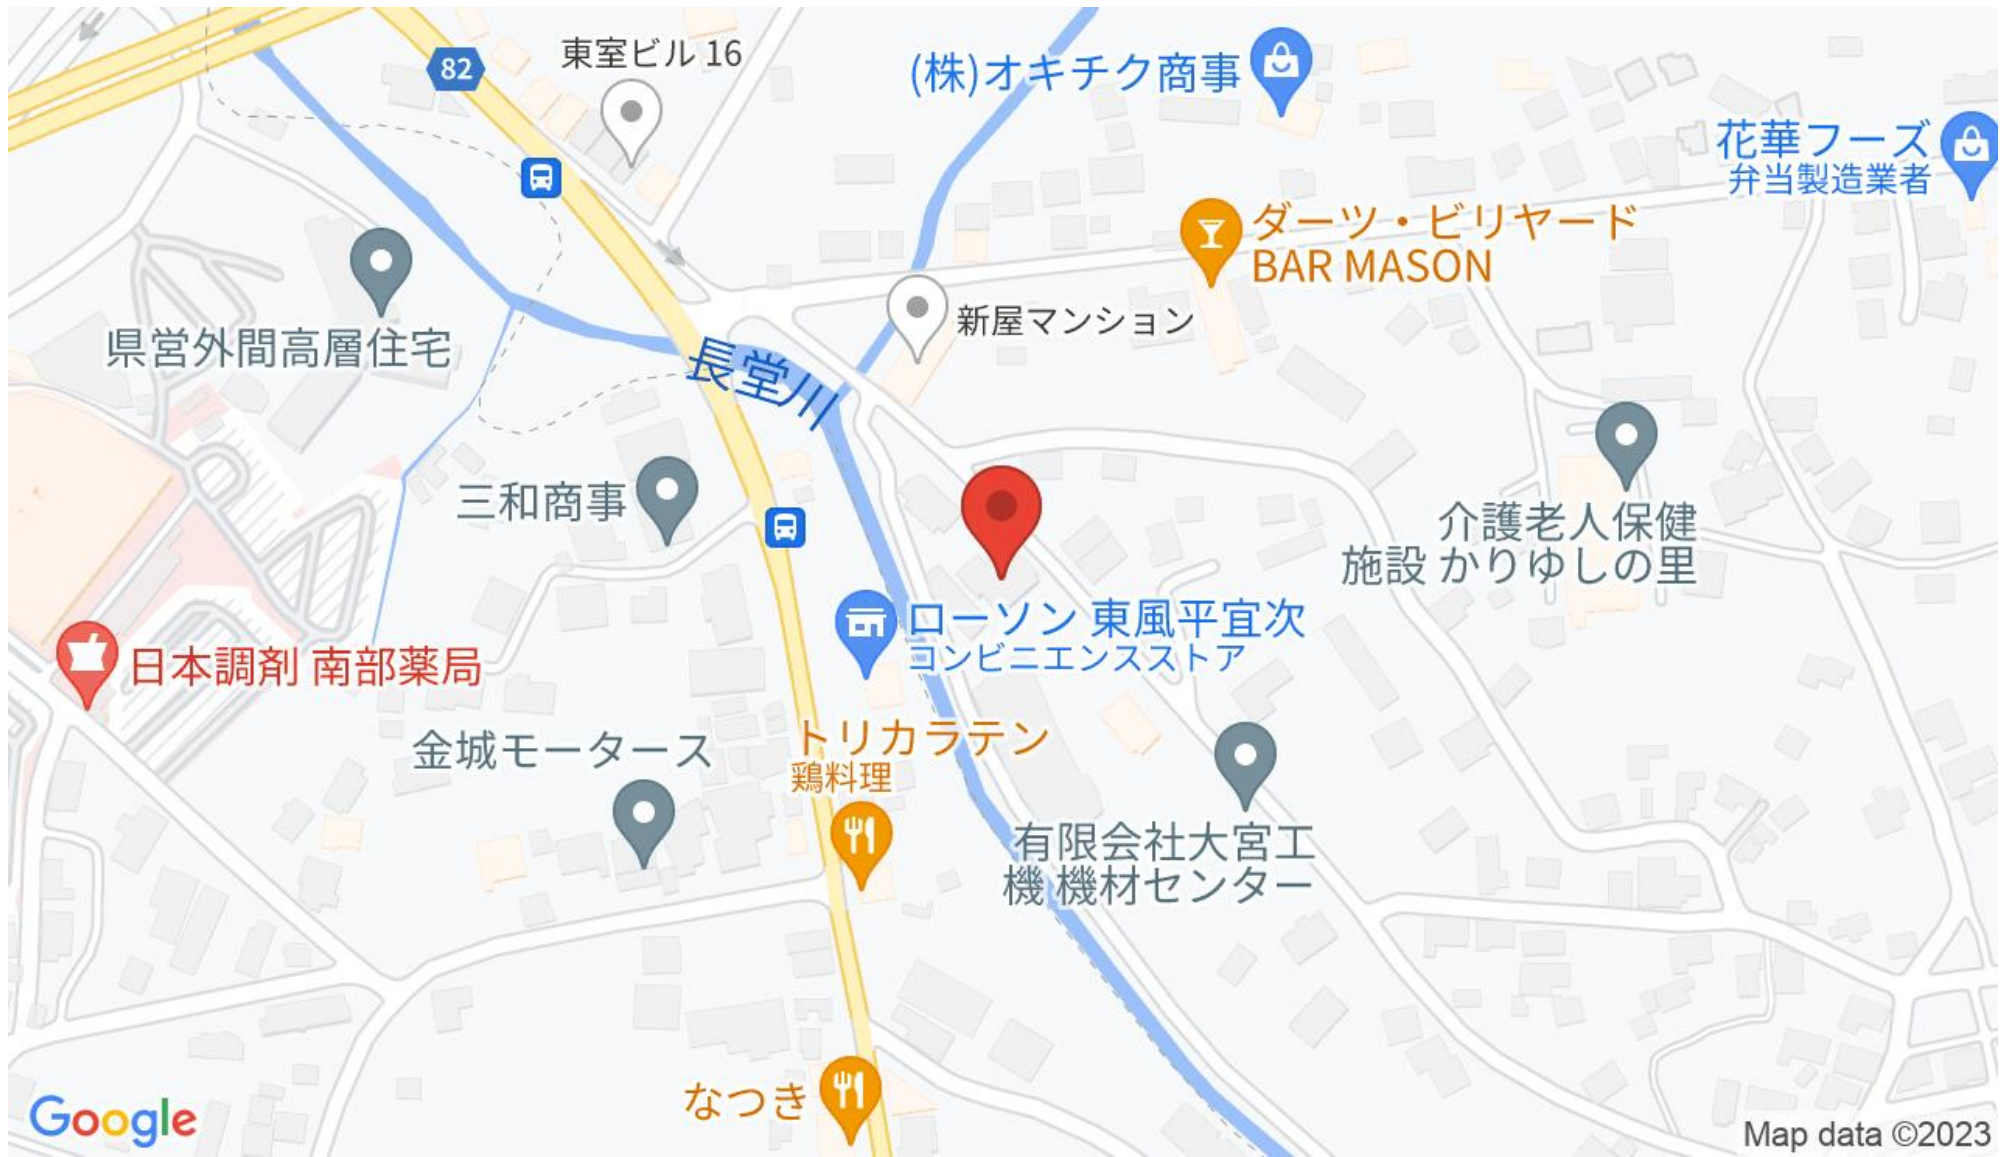 東室ビル 16
82
(株)オキチク商事
花華フーズ
弁当製造業者
ダーツ・ビリヤード
BAR MASON
県営外間高層住宅
新屋マンション
長堂川
三和商事
介護老人保健
施設 かりゆしの里
ローソン 東風平宜次
コンビニエンスストア
日本調剤 南部薬局
金城モータース
トリカラテン
鶏料理
有限会社大宮工
機 機材センター
なつき
Google
Map data ©2023